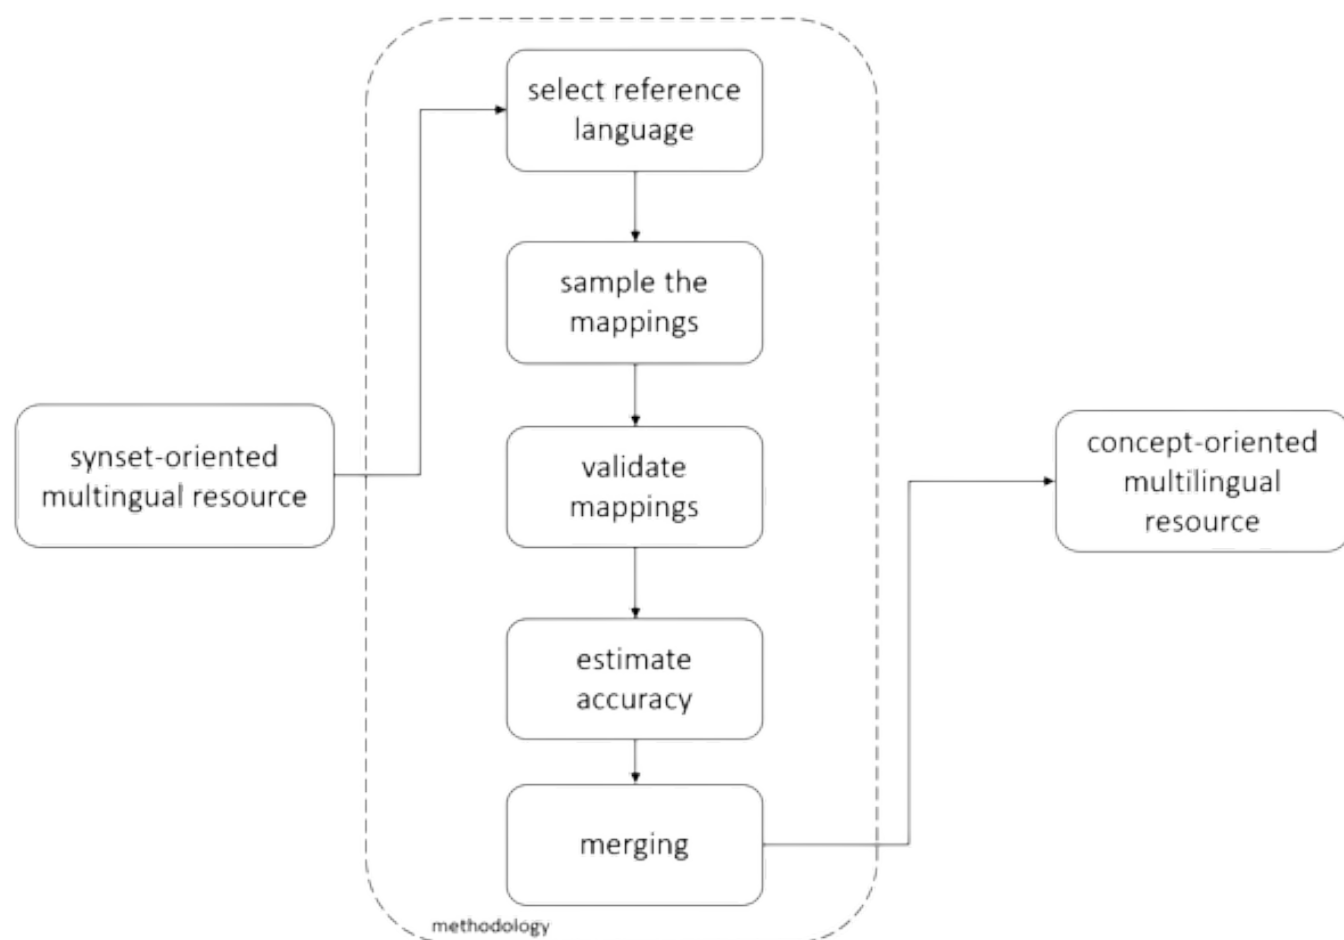 select reference
language
sample the
mappings
synset-oriented
multingual resource
validate
mappings
concept-oriented
multilingual
resource
estimate
accuracy
merging
methodology